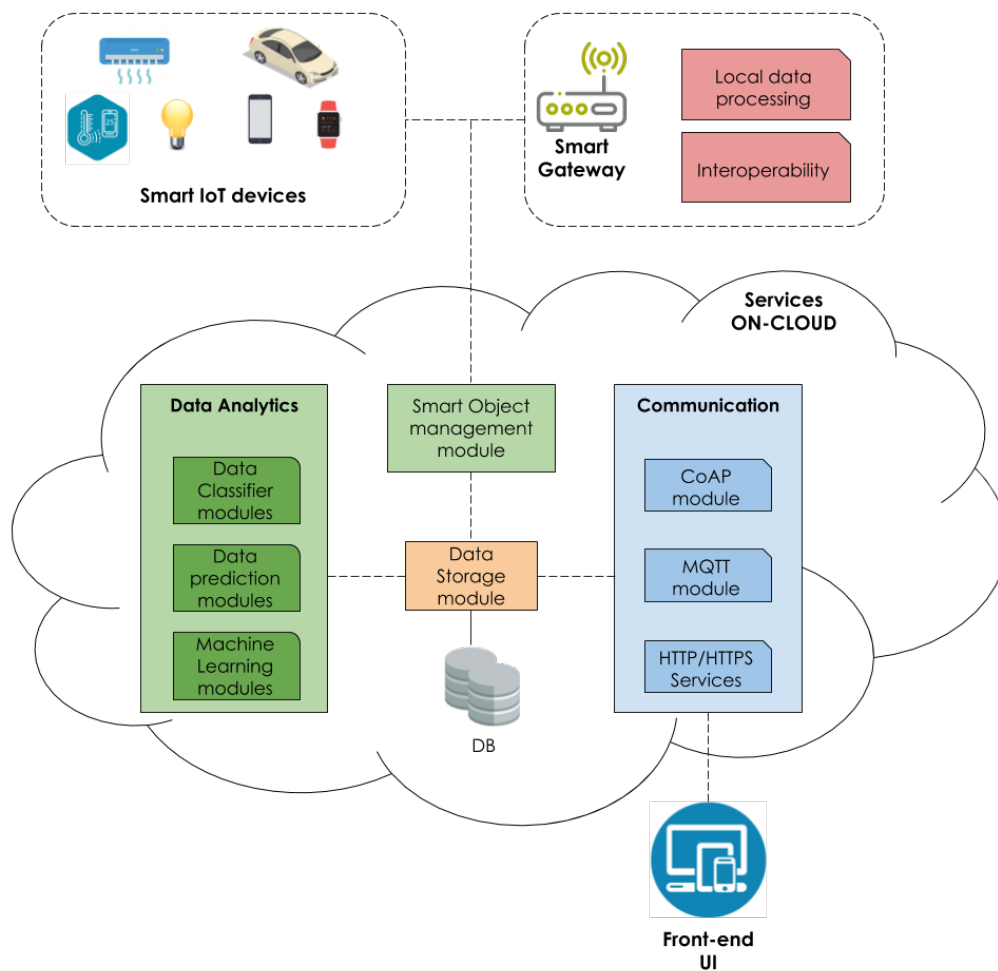 Smart IoT devices
Smart
Gateway
Local data
processing
Interoperability
Services
ON-CLOUD
Data Analytics
Data
Classifier
modules
Data
prediction
modules
Machine
Learning
modules
Smart Object
management
module
Data
Storage
module
DB
Communication
CoAP
module
MQTT
module
HTTP/HTTPS
Services
Front-end
UI